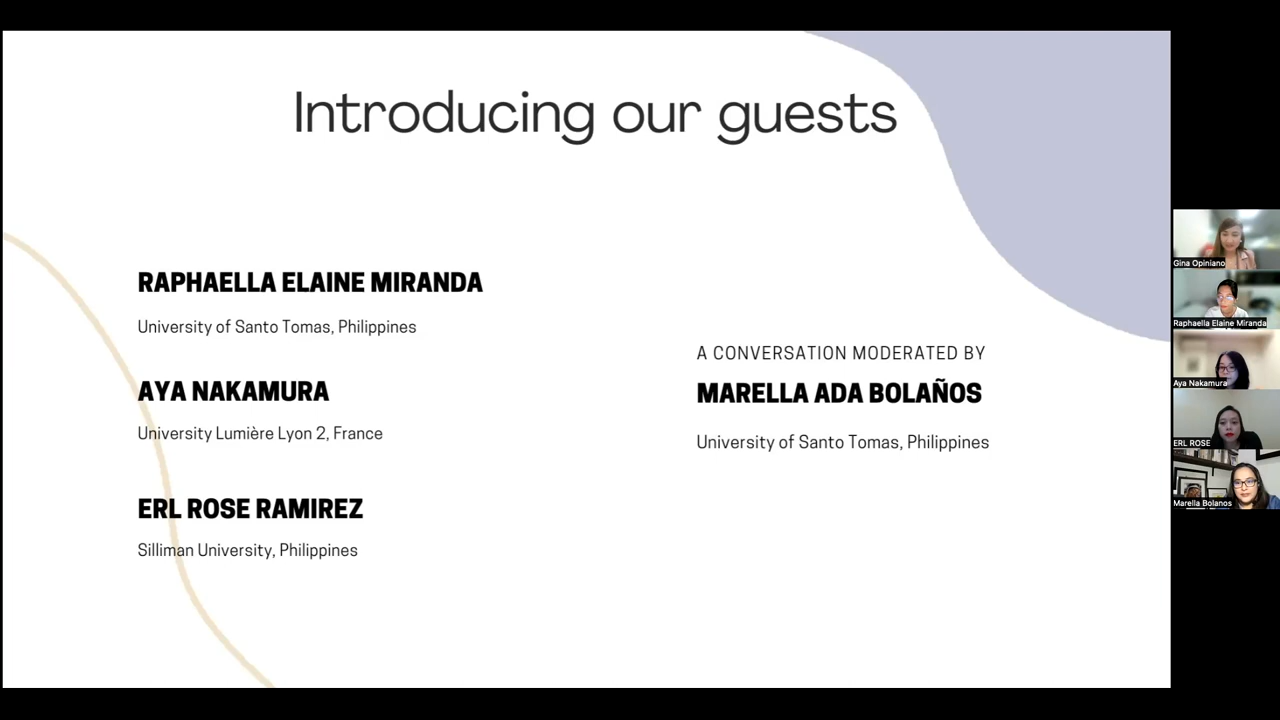 Introducing our guests
RAPHAELLA ELAINE MIRANDA
University of Santo Tomas, Philippines
AYA NAKAMURA
University Lumière Lyon 2, France
ERL ROSE RAMIREZ
Silliman University, Philippines
A CONVERSATION MODERATED BY
MARELLA ADA BOLAÑOS
University of Santo Tomas, Philippines
Gina Opiniano
Raphaella Elaine Miranda
Aya Nakamura
ERL ROSE
Marella Bolanos